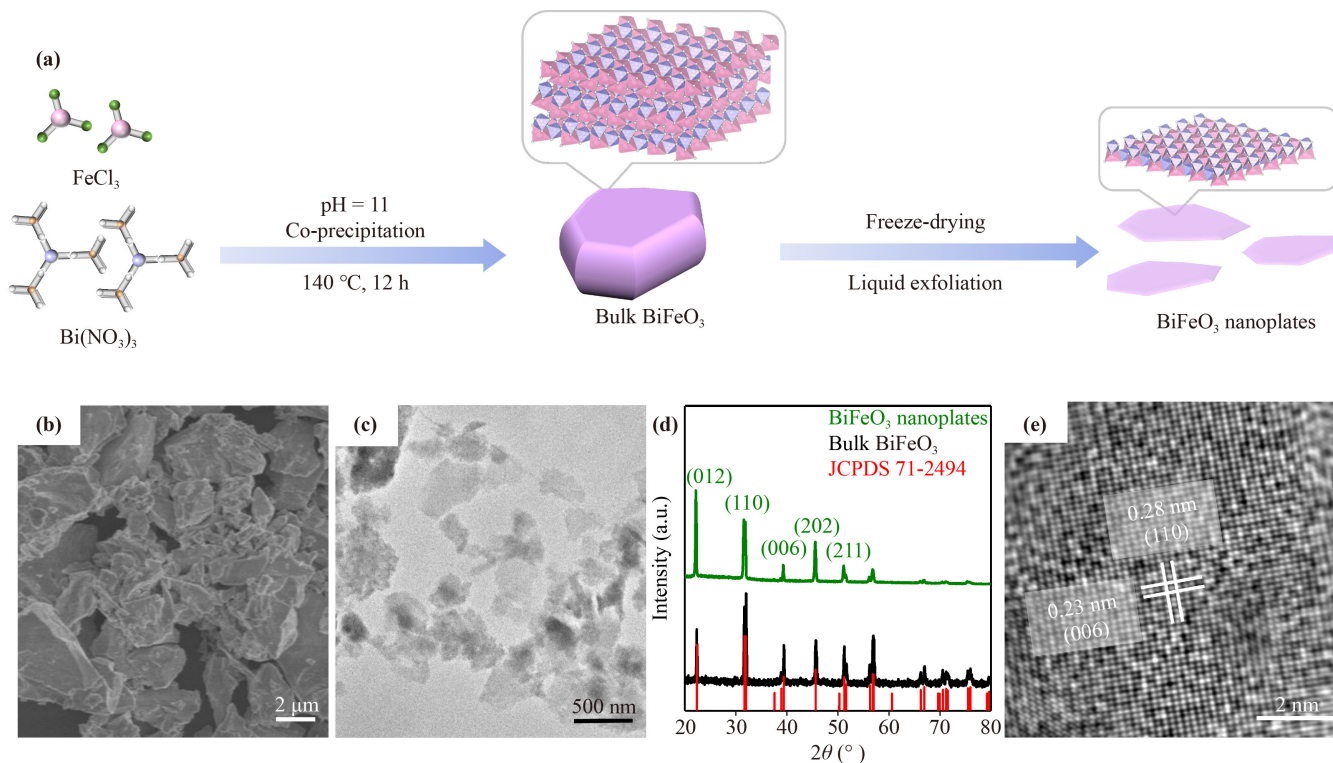 (a)
FeCl₃
Bi(NO₃)₃
pH = 11
Co-precipitation
140 °C, 12 h
Bulk BiFeO₃
Freeze-drying
Liquid exfoliation
BiFeO₃ nanoplates
(b)
2 μm
(c)
500 nm
(d)
BiFeO₃ nanoplates
Bulk BiFeO₃
JCPDS 71-2494
(012)
(110)
(006)
(202)
(211)
Intensity (a.u.)
20 30 40 50 60 70 80
2θ (°)
(e)
0.28 nm
(110)
0.23 nm
(006)
2 nm